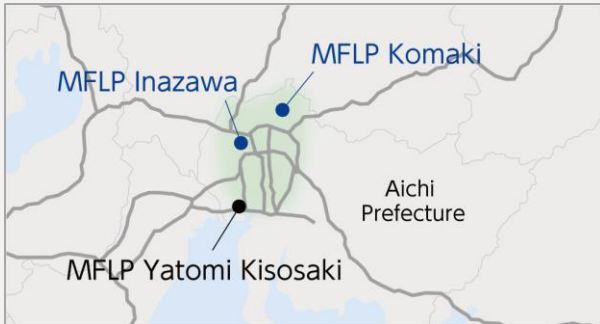 MFLP Komaki
MFLP Inazawa
Aichi
Prefecture
MFLP Yatomi Kisosaki